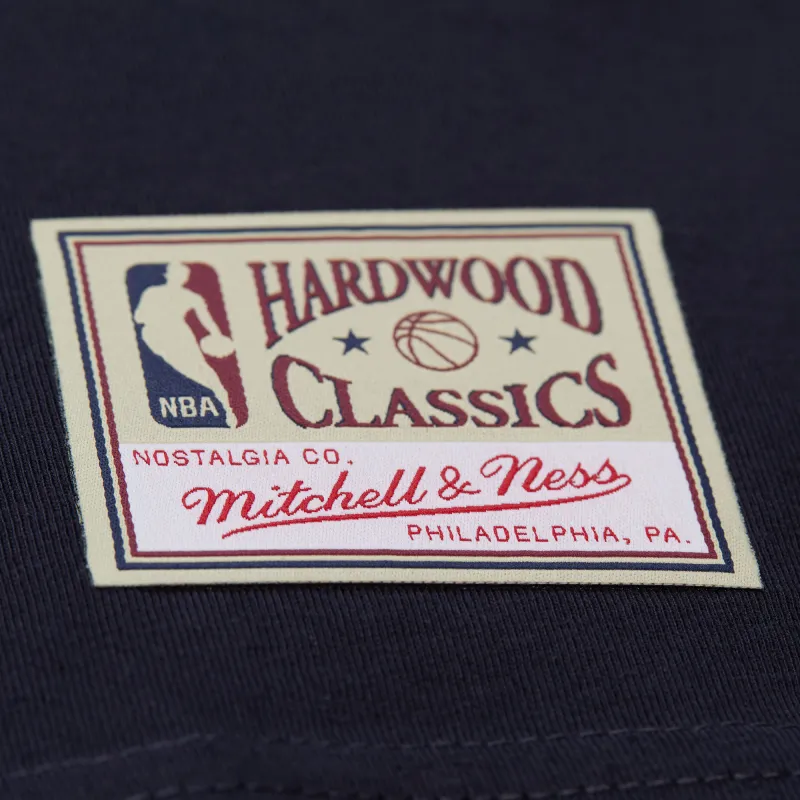 HARDWOOD
CLASSICS
NBA
NOSTALGIA CO.
Mitchell & Ness
PHILADELPHIA, PA.